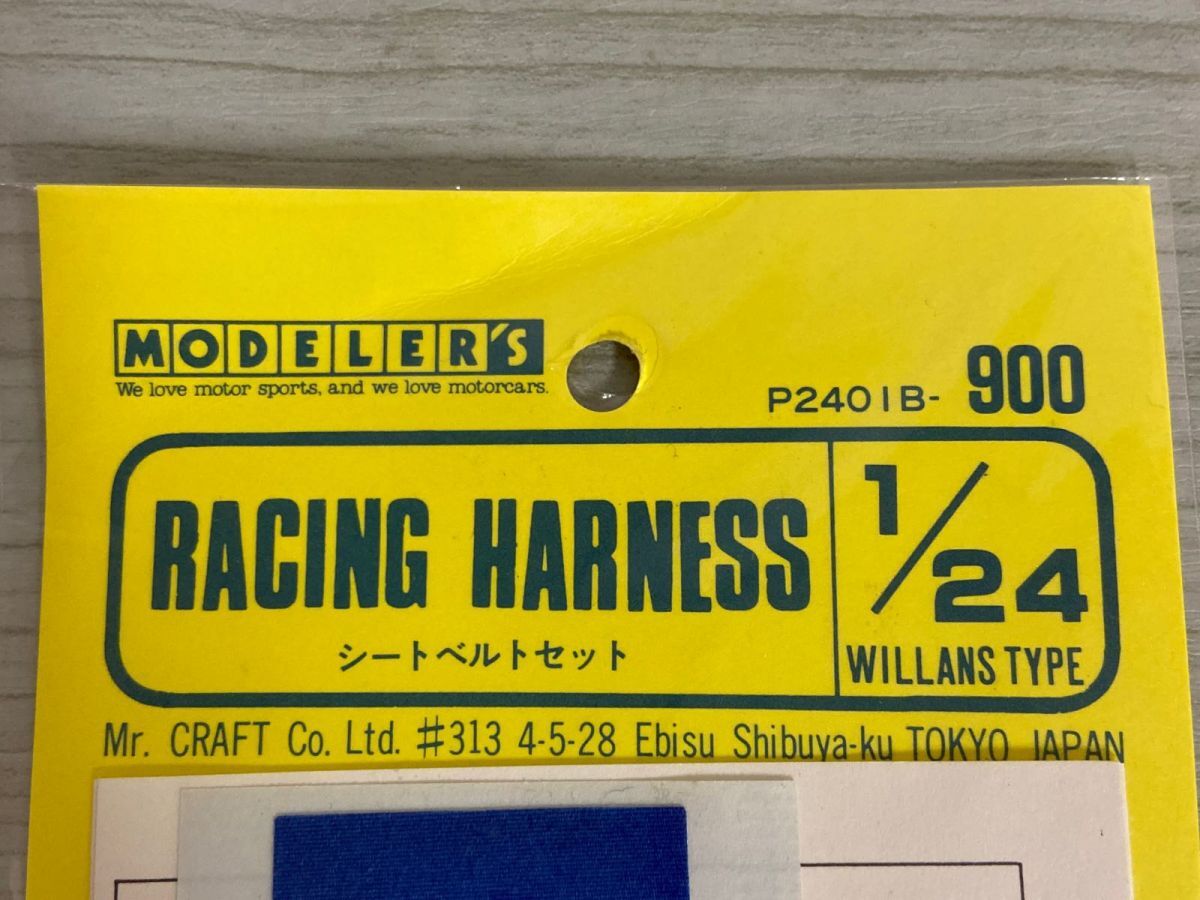 MODELER'S
We love motor sports, and we love motorcars.
P2401B- 900
RACING HARNESS
シートベルトセット
1/24
WILLANS TYPE
Mr. CRAFT Co. Ltd. #313 4-5-28 Ebisu Shibuya-ku TOKYO JAPAN